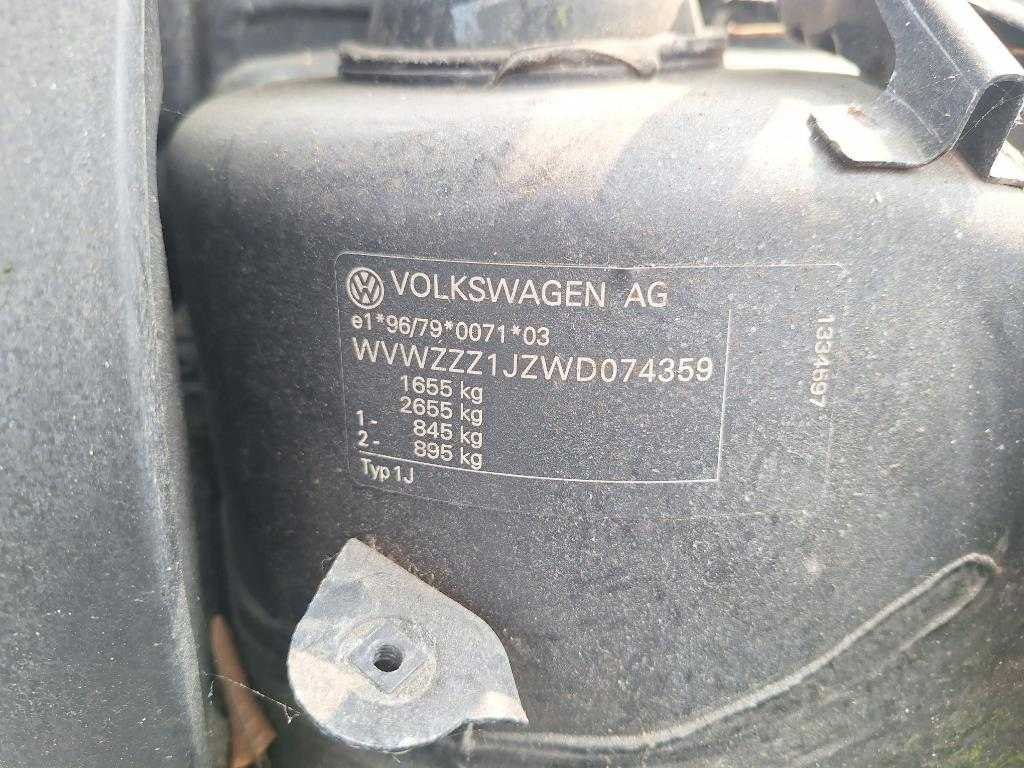 VOLKSWAGEN AG
e1*96/79*0071*03
WVWZZZ1JZWD074359
1655 kg
2655 kg
1- 845 kg
2- 895 kg
Typ 1J
1334597